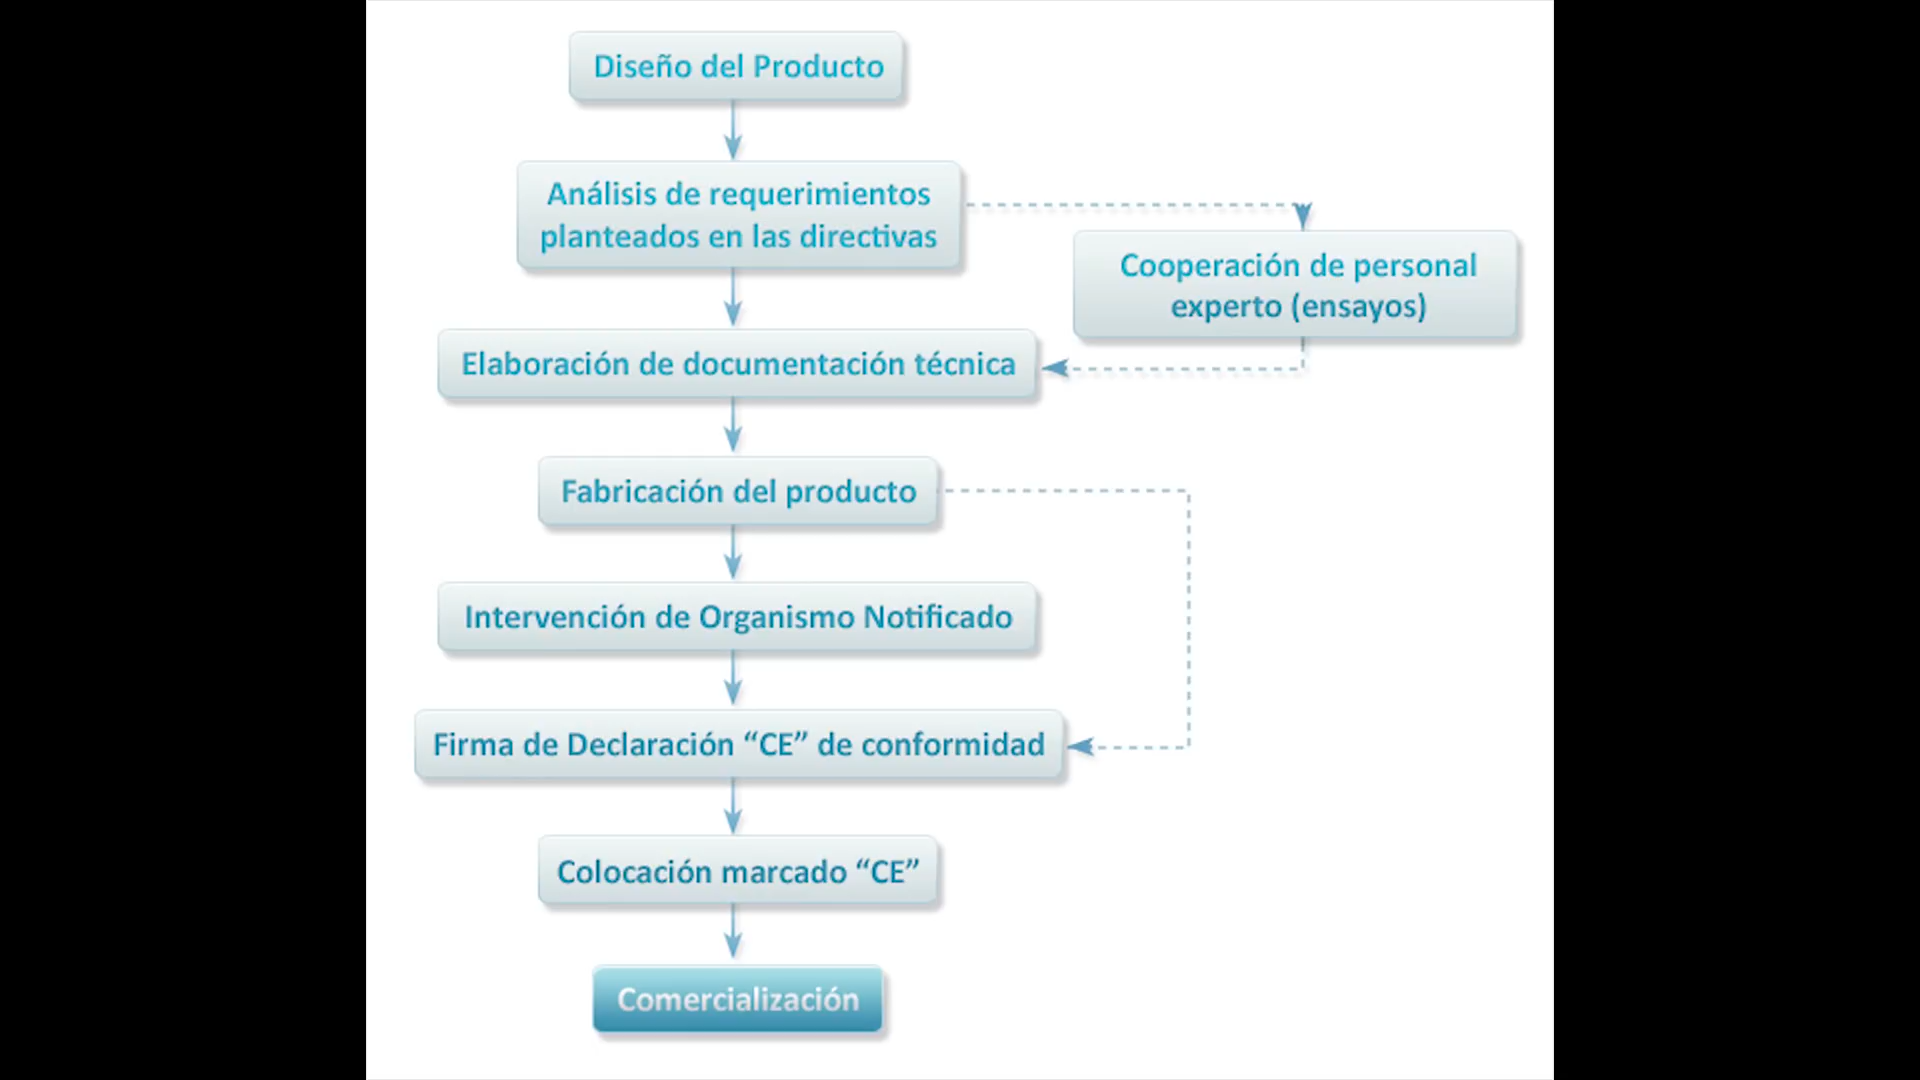 Diseño del Producto
Análisis de requerimientos
planteados en las directivas
Cooperación de personal
experto (ensayos)
Elaboración de documentación técnica
Fabricación del producto
Intervención de Organismo Notificado
Firma de Declaración “CE” de conformidad
Colocación marcado “CE”
Comercialización